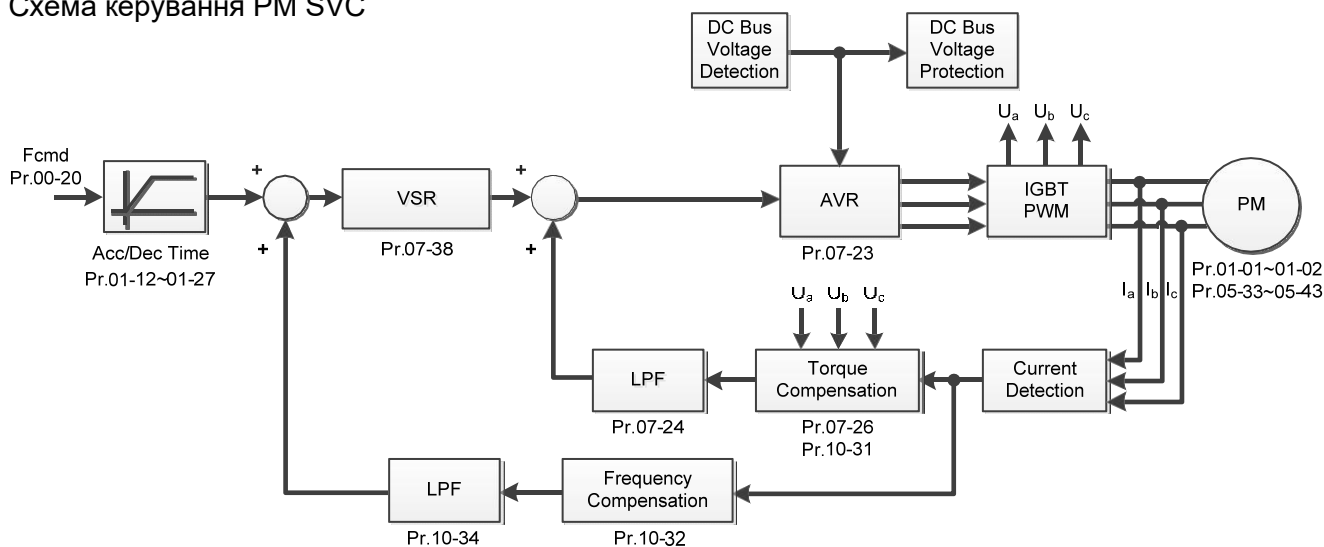 Схема керування PM SVC
DC Bus
Voltage
Detection
DC Bus
Voltage
Protection
Fcmd
Pr.00-20
Acc/Dec Time
Pr.01-12~01-27
+
+
VSR
Pr.07-38
+
+
AVR
Pr.07-23
Ua Ub Uc
IGBT
PWM
PM
Pr.01-01~01-02
Pr.05-33~05-43
Ia Ib Ic
Ua Ub Uc
LPF
Pr.07-24
Torque
Compensation
Pr.07-26
Pr.10-31
Current
Detection
LPF
Pr.10-34
Frequency
Compensation
Pr.10-32